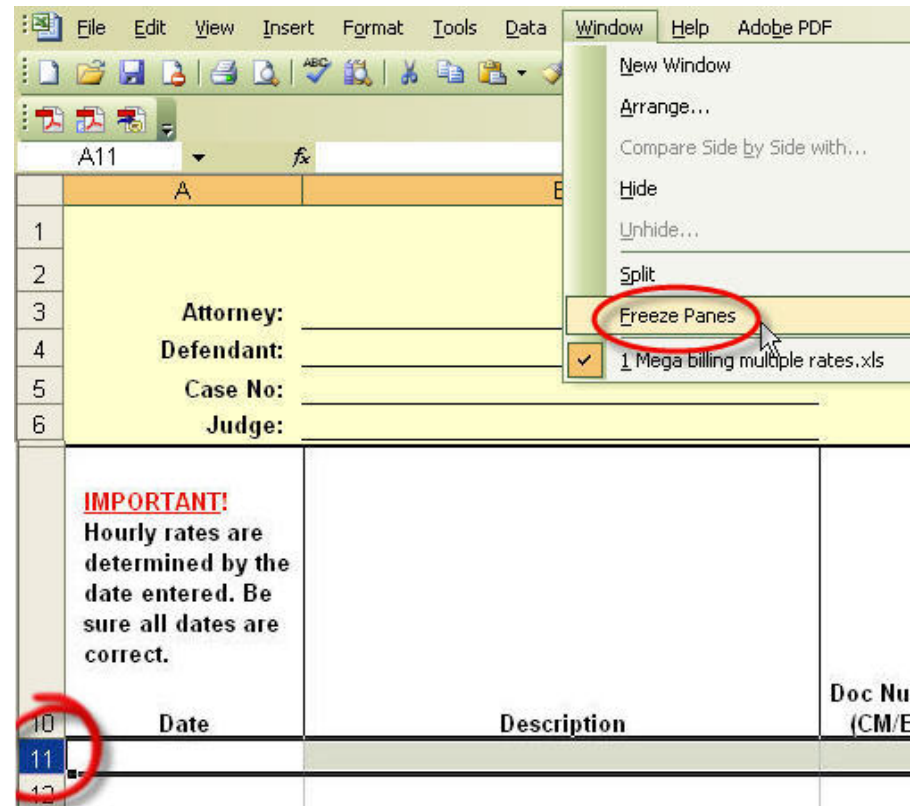 File Edit View Insert Format Tools Data Window Help Adobe PDF
ABC
New Window
Arrange...
A11 fx
Compare Side by Side with...
A
Hide
1
Unhide...
2
Split
3 Attorney:
Freeze Panes
4 Defendant:
1 Mega billing multiple rates.xls
5 Case No:
6 Judge:
IMPORTANT!
Hourly rates are
determined by the
date entered. Be
sure all dates are
correct.
Doc Nu
10 Date Description (CM/E
11
12